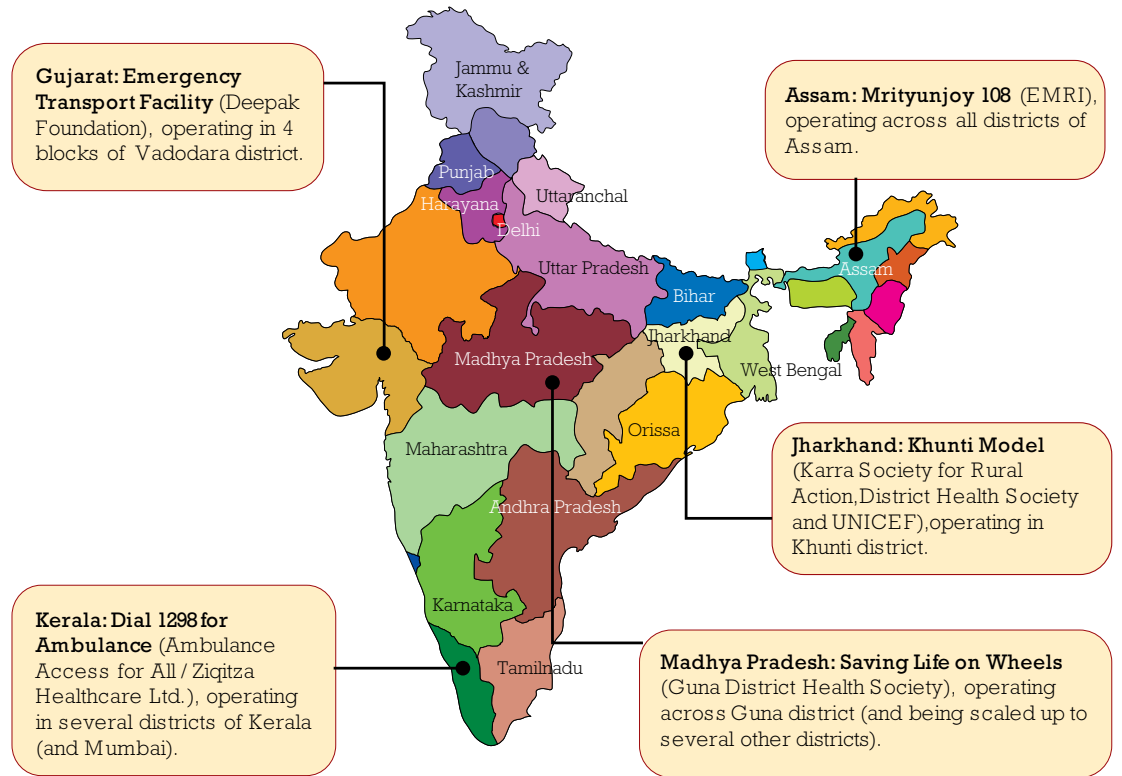 Gujarat: Emergency
Transport Facility (Deepak
Foundation), operating in 4
blocks of Vadodara district.
Assam: Mrityunjoy 108 (EMRI),
operating across all districts of
Assam.
Jammu &
Kashmir
Punjab
Harayana
Delhi
Uttaranchal
Uttar Pradesh
Bihar
Assam
Jharkhand
Madhya Pradesh
West Bengal
Orissa
Maharashtra
Andhra Pradesh
Karnataka
Tamilnadu
Jharkhand: Khunti Model
(Karra Society for Rural
Action,District Health Society
and UNICEF),operating in
Khunti district.
Kerala: Dial 1298 for
Ambulance (Ambulance
Access for All / Ziqitza
Healthcare Ltd.), operating
in several districts of Kerala
(and Mumbai).
Madhya Pradesh: Saving Life on Wheels
(Guna District Health Society), operating
across Guna district (and being scaled up to
several other districts).